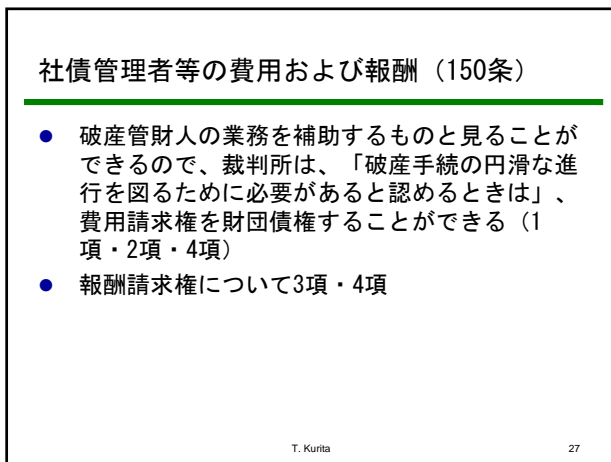 社債管理者等の費用および報酬（150条）
● 破産管財人の業務を補助するものと見ることが
できるので、裁判所は、「破産手続の円滑な進
行を図るために必要があると認めるときは」、
費用請求権を財団債権することができる（1
項・2項・4項）
● 報酬請求権について3項・4項
T. Kurita
27